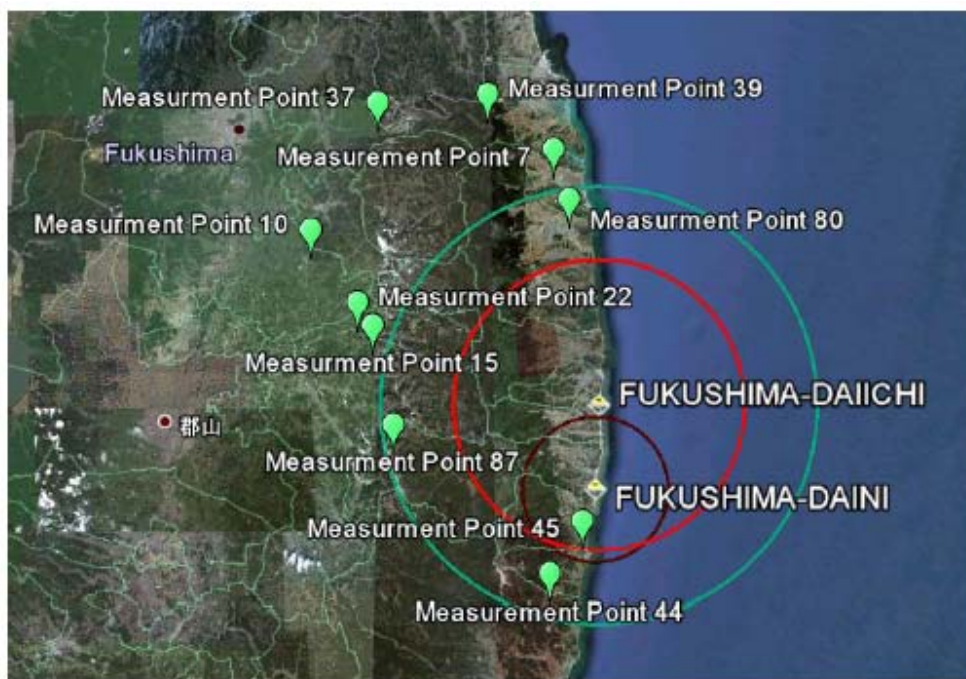 Measurment Point 37
Measurment Point 39
Fukushima
Measurement Point 7
Measurment Point 10
Measurment Point 80
Measurment Point 22
Measurment Point 15
FUKUSHIMA-DAIICHI
郡山
Measurment Point 87
FUKUSHIMA-DAINI
Measurment Point 45
Measurement Point 44